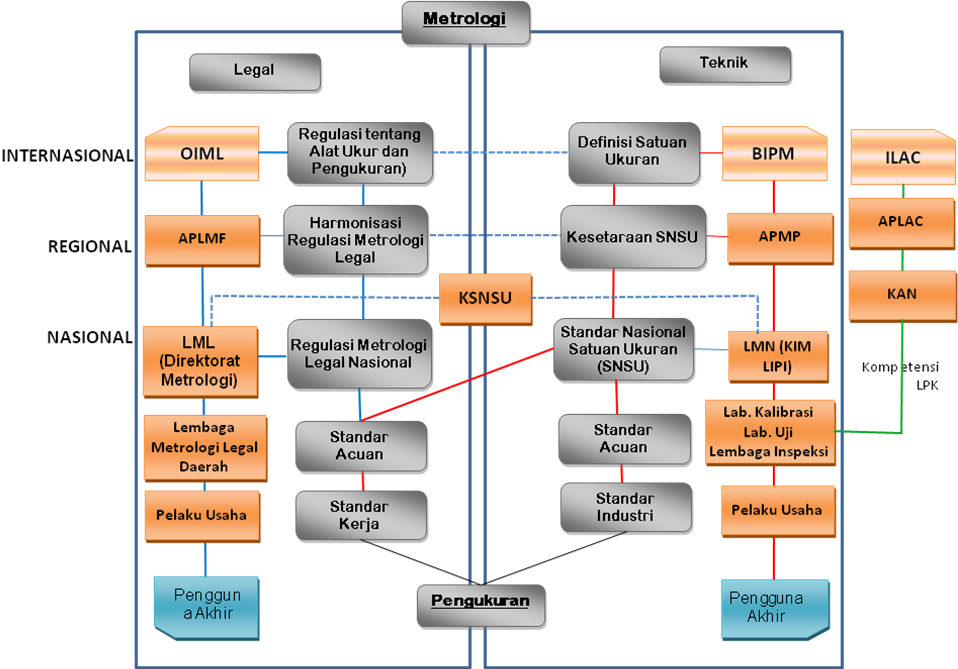 Metrologi
Legal
Teknik
INTERNASIONAL
OIML
Regulasi tentang
Alat Ukur dan
Pengukuran)
Definisi Satuan
Ukuran
BIPM
ILAC
REGIONAL
APLMF
Harmonisasi
Regulasi Metrologi
Legal
Kesetaraan SNSU
APMP
APLAC
KSNSU
KAN
NASIONAL
LML
(Direktorat
Metrologi)
Regulasi Metrologi
Legal Nasional
Standar Nasional
Satuan Ukuran
(SNSU)
LMN (KIM
LIPI)
Kompetensi
LPK
Lembaga
Metrologi Legal
Daerah
Standar
Acuan
Standar
Acuan
Lab. Kalibrasi
Lab. Uji
Lembaga Inspeksi
Pelaku Usaha
Standar
Kerja
Standar
Industri
Pelaku Usaha
Penggun
a Akhir
Pengukuran
Pengguna
Akhir